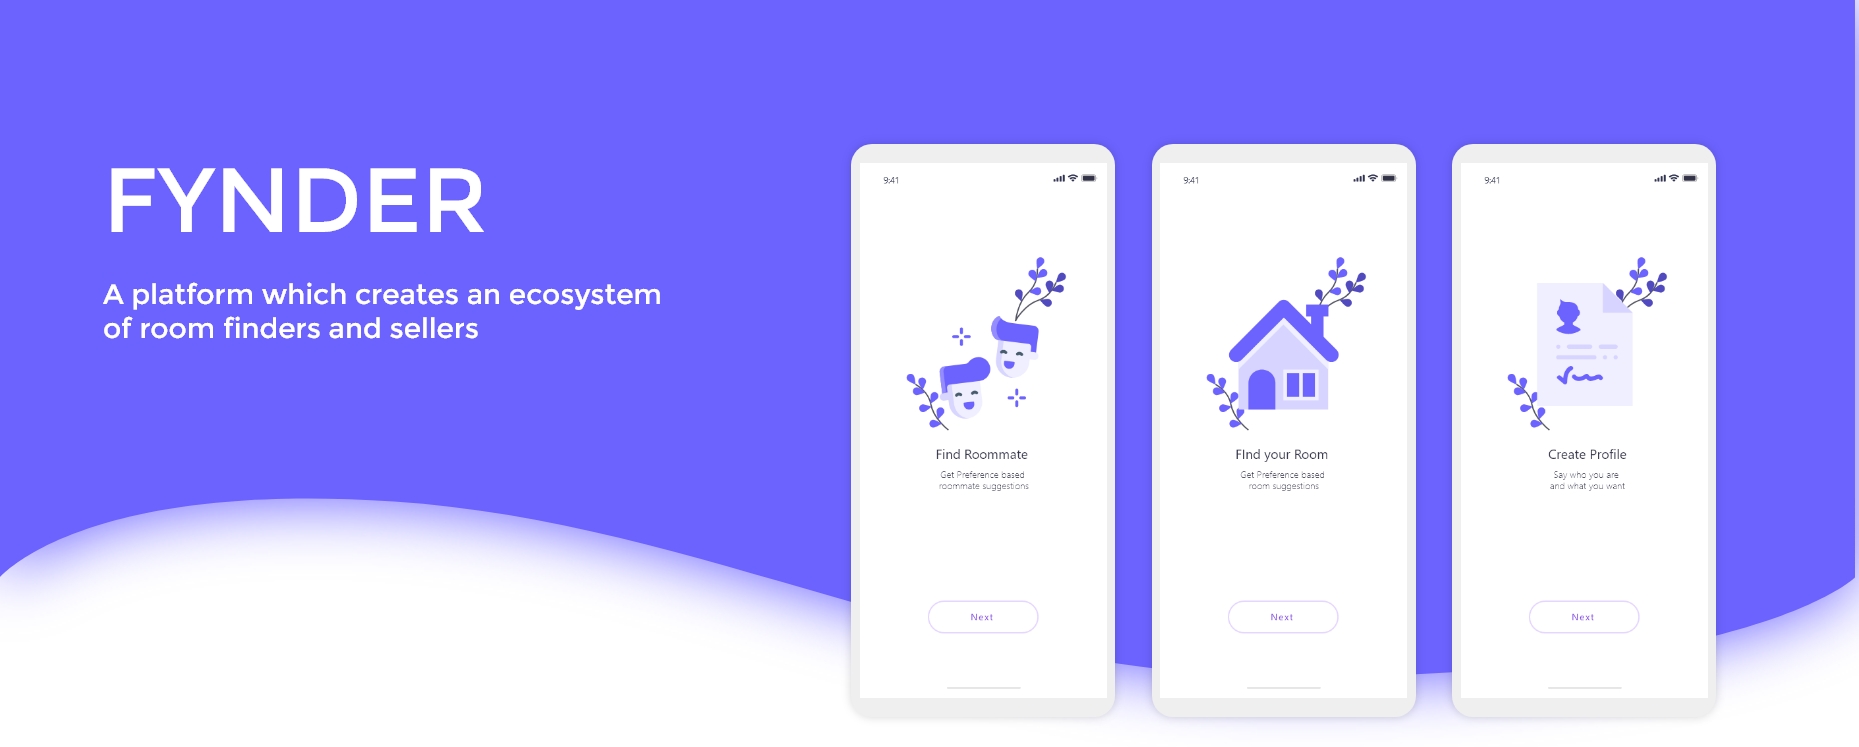 FYNDER
A platform which creates an ecosystem
of room finders and sellers
9:41
Find Roommate
Get Preference based
roommate suggestions
Next
9:41
FInd your Room
Get Preference based
room suggestions
Next
9:41
Create Profile
Say who you are
and what you want
Next